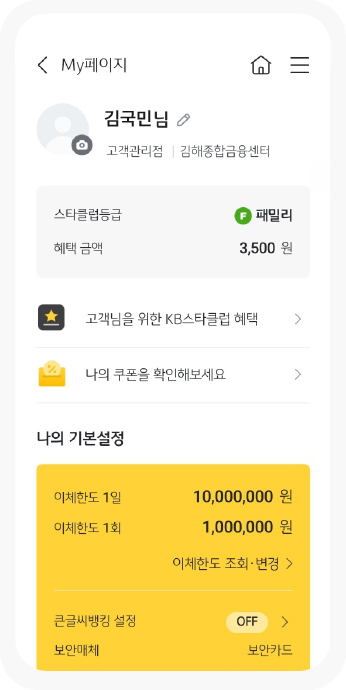 My페이지
김국민님
고객관리점 | 김해종합금융센터
스타클럽등급 F 패밀리
혜택 금액 3,500 원
고객님을 위한 KB스타클럽 혜택
나의 쿠폰을 확인해보세요
나의 기본설정
이체한도 1일 10,000,000 원
이체한도 1회 1,000,000 원
이체한도 조회·변경
큰글씨뱅킹 설정 OFF
보안매체 보안카드